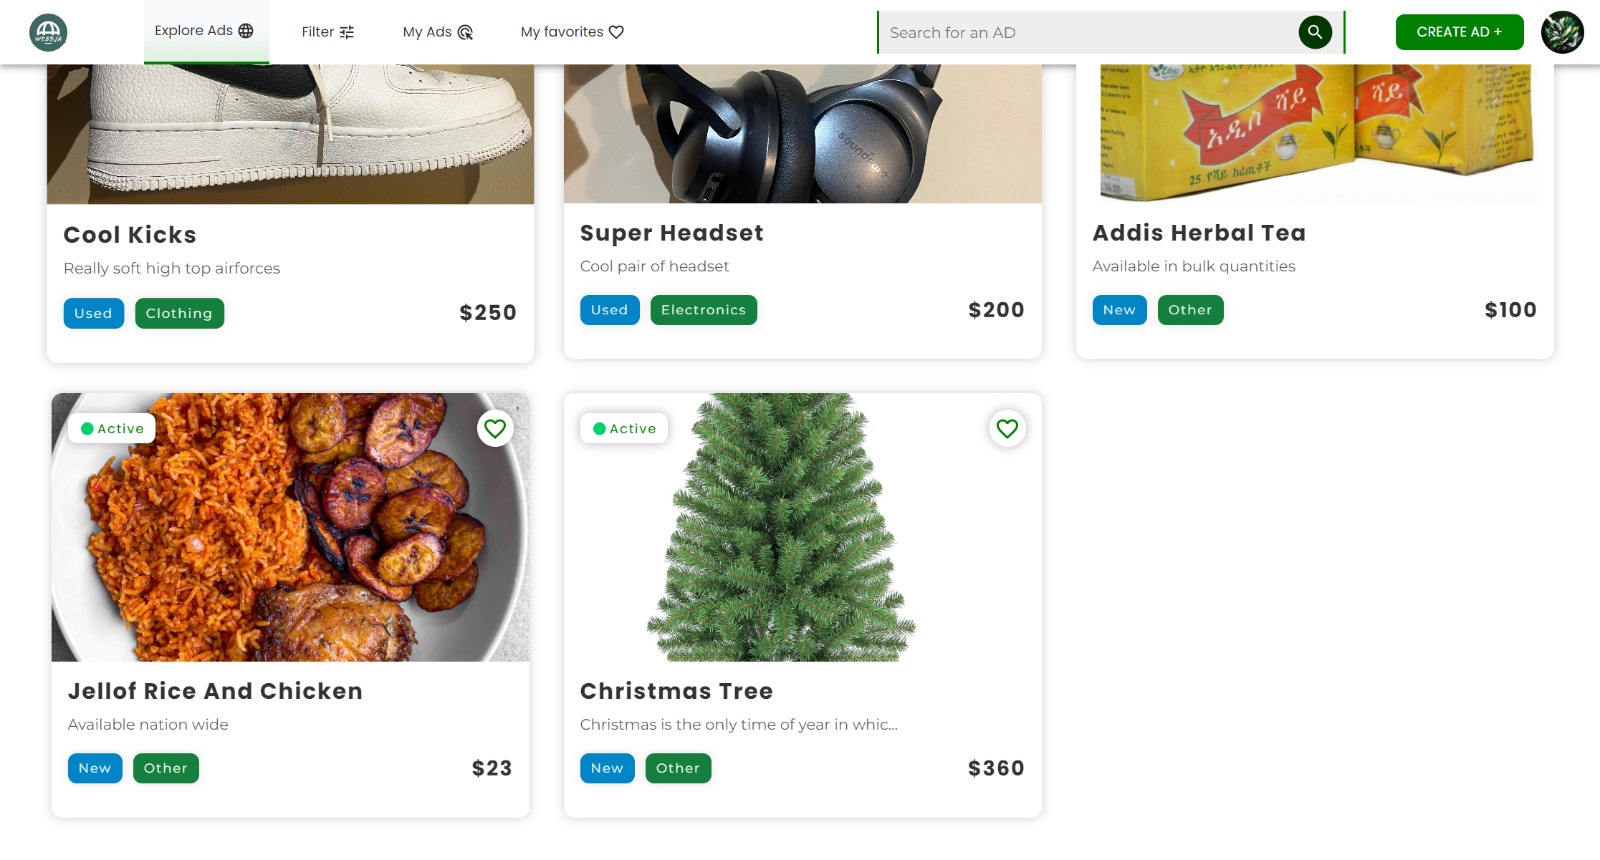 WEBYJA
Explore Ads
Filter
My Ads
My favorites
Search for an AD
CREATE AD +
soundcore
አዲስ
ሻይ
ሻይ
25 የሻይ ከረጢቶች
Cool Kicks
Really soft high top airforces
Used
Clothing
$250
Super Headset
Cool pair of headset
Used
Electronics
$200
Addis Herbal Tea
Available in bulk quantities
New
Other
$100
Active
Active
Jellof Rice And Chicken
Available nation wide
New
Other
$23
Christmas Tree
Christmas is the only time of year in whic...
New
Other
$360